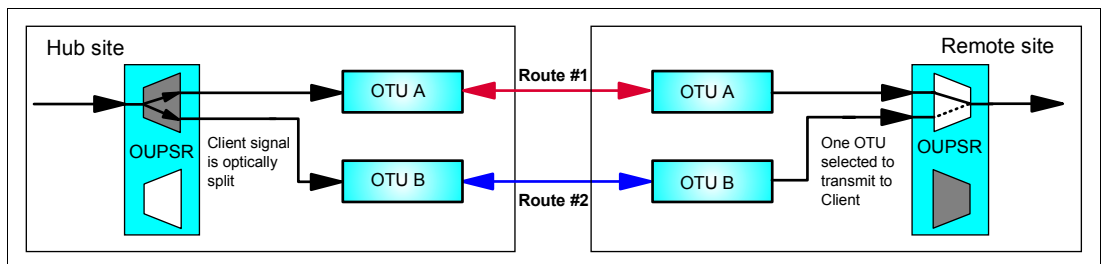 Hub site
OUPSR
Client signal
is optically
split
OTU A
OTU B
Route #1
Route #2
Remote site
OTU A
OTU B
One OTU
selected to
transmit to
Client
OUPSR